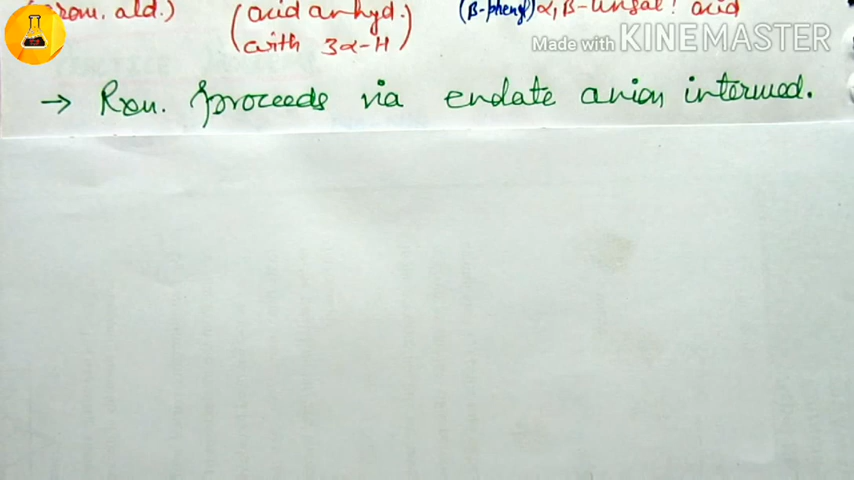 arom. ald.) (acid anhyd. (β-phenyl) α, β-unsat! acid
with 3α-H)
Made with KINEMASTER
→ Rxn. proceeds via enolate anion intermed.